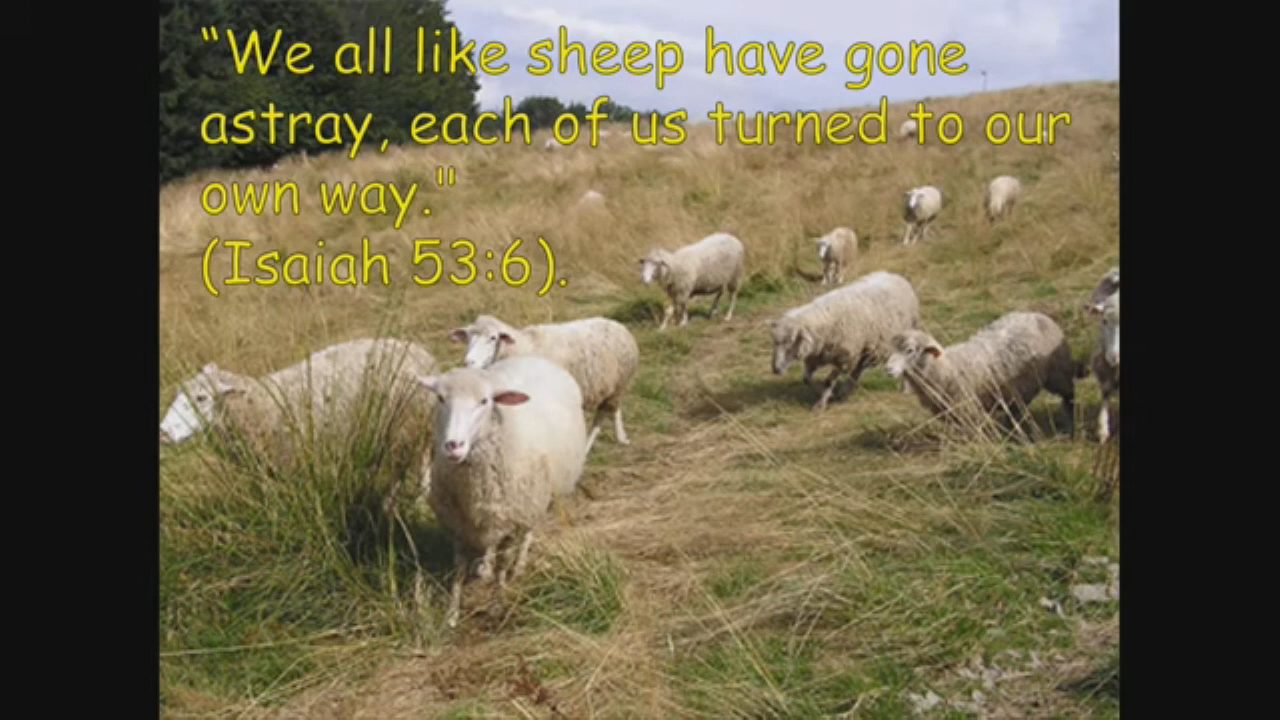 “We all like sheep have gone
astray, each of us turned to our
own way."
(Isaiah 53:6).